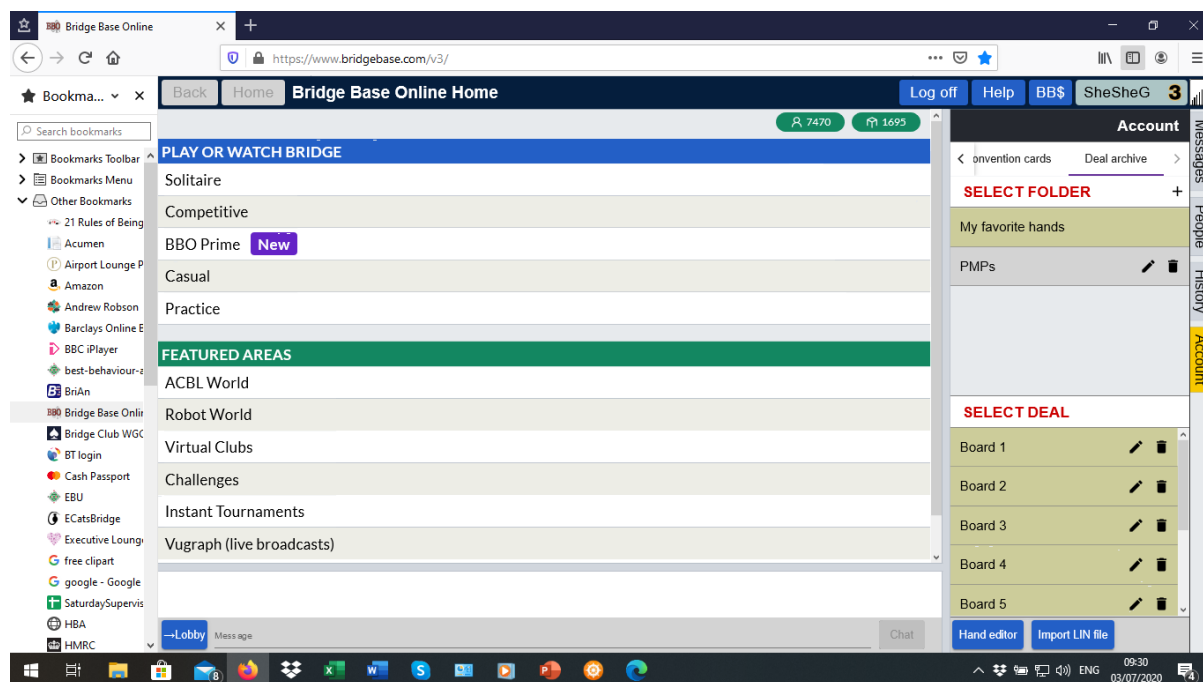 BBO Bridge Base Online
https://www.bridgebase.com/v3/
Bookma...
Search bookmarks
Bookmarks Toolbar
Bookmarks Menu
Other Bookmarks
21 Rules of Being
Acumen
Airport Lounge P
Amazon
Andrew Robson
Barclays Online B
BBC iPlayer
best-behaviour-a
BriAn
BBO Bridge Base Onlin
Bridge Club WGC
BT login
Cash Passport
EBU
ECatsBridge
Executive Lounge
free clipart
google - Google
SaturdaySupervis
HBA
HMRC
Back Home Bridge Base Online Home Log off Help BB$ SheSheG 3
7470 1695
PLAY OR WATCH BRIDGE
Solitaire
Competitive
BBO Prime New
Casual
Practice
FEATURED AREAS
ACBL World
Robot World
Virtual Clubs
Challenges
Instant Tournaments
Vugraph (live broadcasts)
→Lobby Message Chat
Account
onvention cards Deal archive
SELECT FOLDER +
My favorite hands
PMPs
SELECT DEAL
Board 1
Board 2
Board 3
Board 4
Board 5
Hand editor Import LIN file
Messages
People
History
Account
8
ENG 09:30
03/07/2020
4